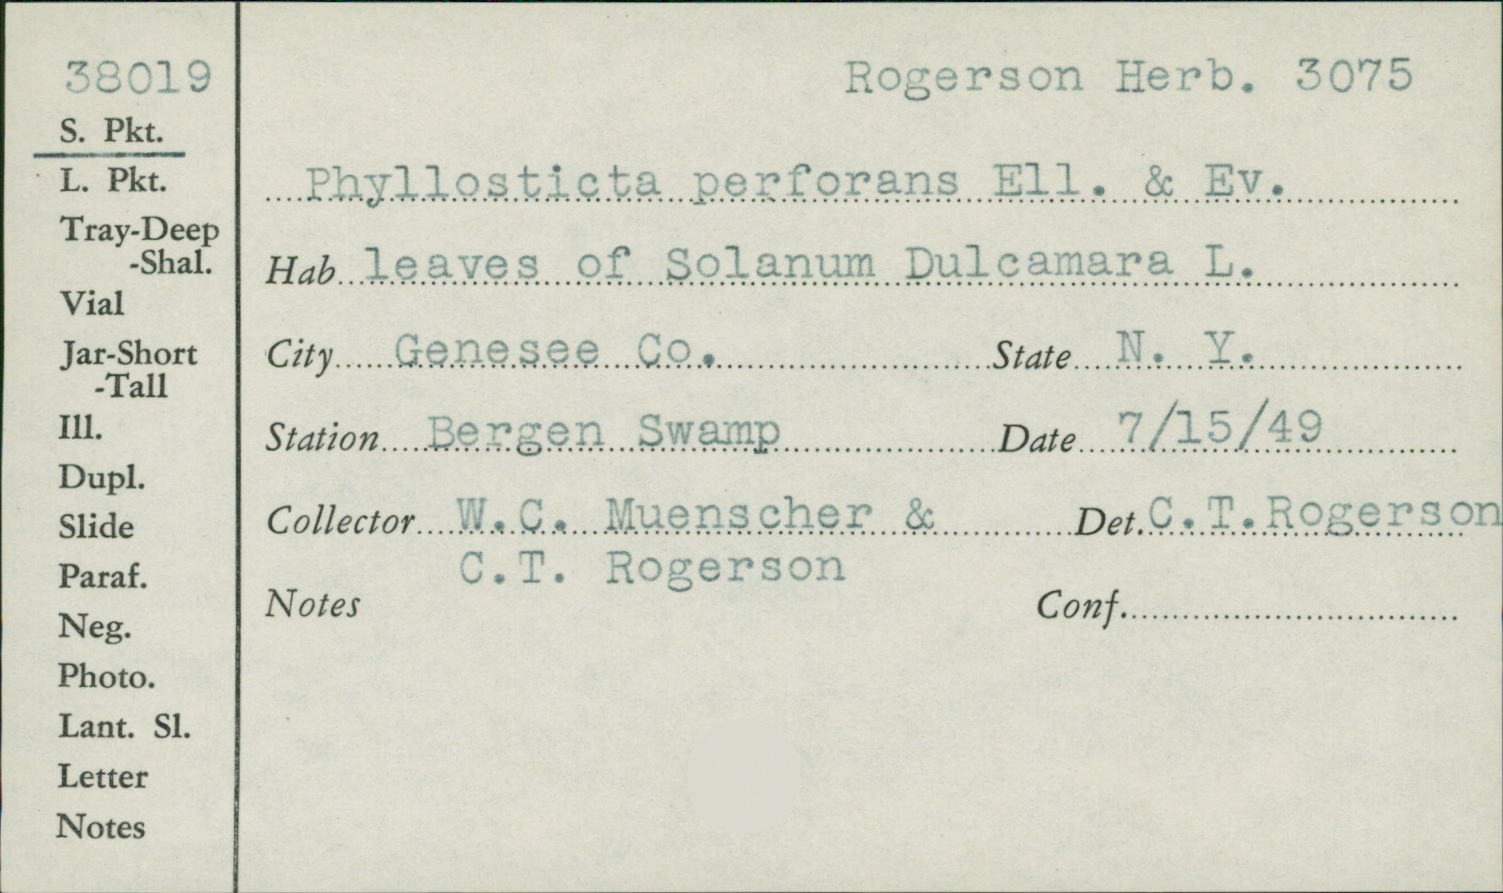 38019
S. Pkt.
L. Pkt.
Tray-Deep
-Shal.
Vial
Jar-Short
-Tall
Ill.
Dupl.
Slide
Paraf.
Neg.
Photo.
Lant. Sl.
Letter
Notes
Rogerson Herb. 3075
Phyllosticta perforans Ell. & Ev.
Hab leaves of Solanum Dulcamara L.
City Genesee Co. State N. Y.
Station Bergen Swamp Date 7/15/49
Collector W.C. Muenscher & Det. C.T.Rogerson
C.T. Rogerson
Notes Conf.